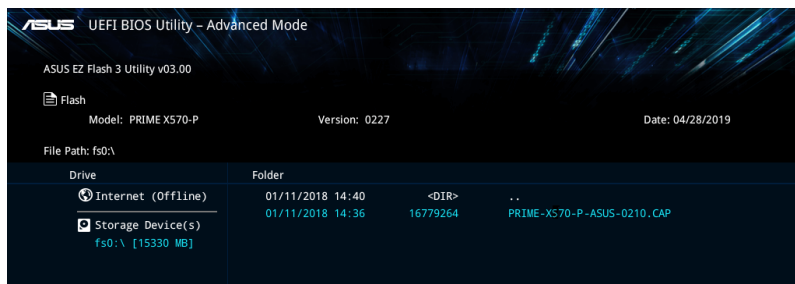 ASUS UEFI BIOS Utility – Advanced Mode
ASUS EZ Flash 3 Utility v03.00
Flash
Model: PRIME X570-P Version: 0227 Date: 04/28/2019
File Path: fs0:\
Drive Folder
Internet (Offline) 01/11/2018 14:40 <DIR> ..
01/11/2018 14:36 16779264 PRIME-X570-P-ASUS-0210.CAP
Storage Device(s)
fs0:\ [15330 MB]